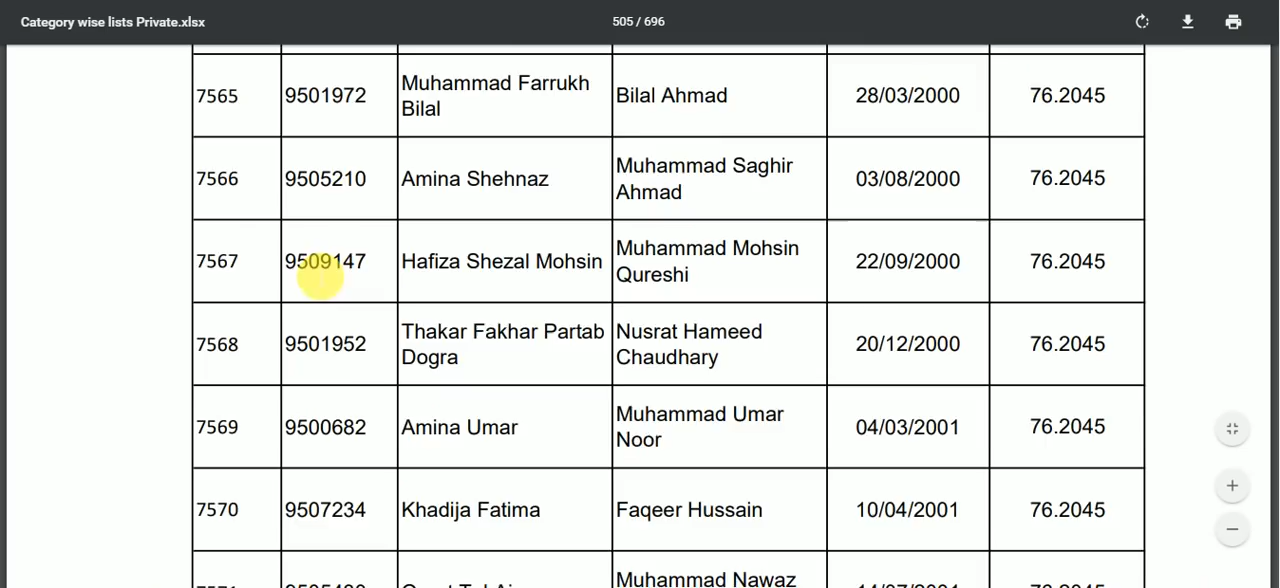 Category wise lists Private.xlsx 505 / 696
7565 9501972 Muhammad Farrukh Bilal Bilal Ahmad 28/03/2000 76.2045
7566 9505210 Amina Shehnaz Muhammad Saghir Ahmad 03/08/2000 76.2045
7567 9509147 Hafiza Shezal Mohsin Muhammad Mohsin Qureshi 22/09/2000 76.2045
7568 9501952 Thakar Fakhar Partab Dogra Nusrat Hameed Chaudhary 20/12/2000 76.2045
7569 9500682 Amina Umar Muhammad Umar Noor 04/03/2001 76.2045
7570 9507234 Khadija Fatima Faqeer Hussain 10/04/2001 76.2045
Muhammad Nawaz